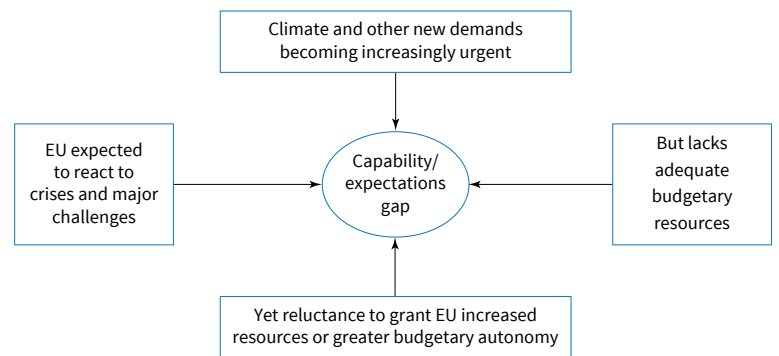 Climate and other new demands
becoming increasingly urgent
EU expected
to react to
crises and major
challenges
Capability/
expectations
gap
But lacks
adequate
budgetary
resources
Yet reluctance to grant EU increased
resources or greater budgetary autonomy